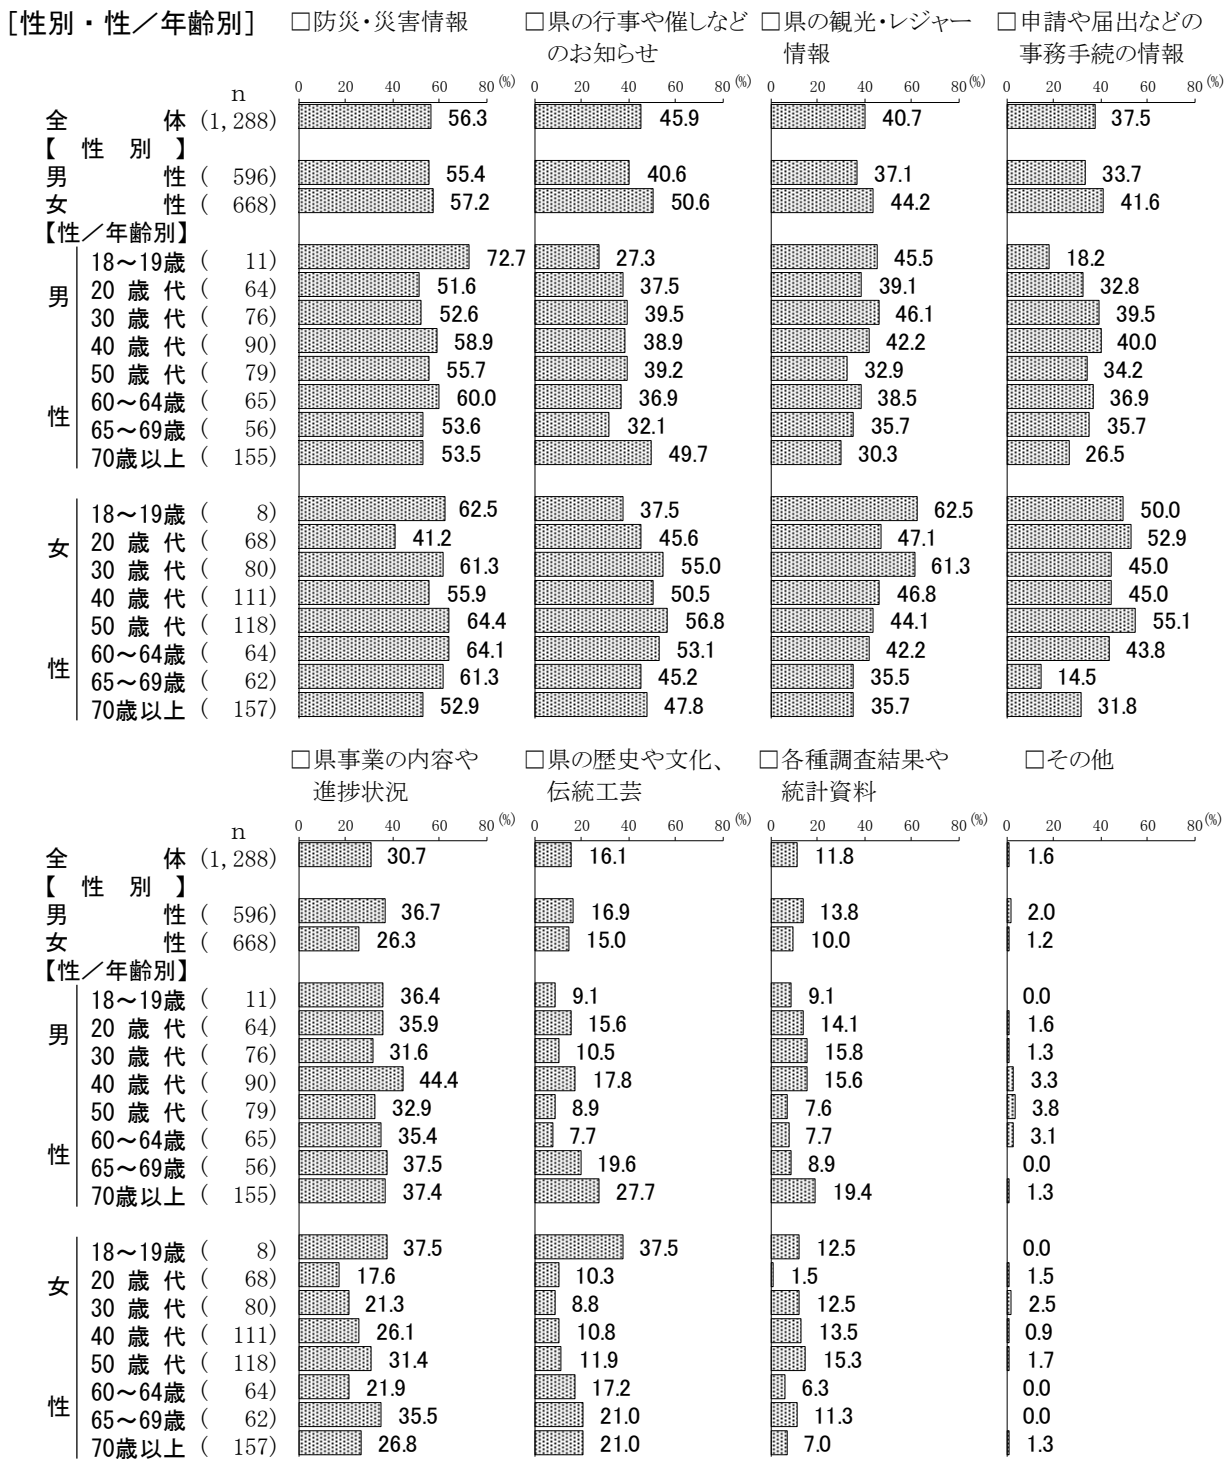 ［性別・性／年齢別］ □防災・災害情報 □県の行事や催しなど □県の観光・レジャー □申請や届出などの
のお知らせ 情報 事務手続の情報
n 0 20 40 60 80(%) 0 20 40 60 80(%) 0 20 40 60 80(%) 0 20 40 60 80(%)
全体 (1,288) 56.3 45.9 40.7 37.5
【性別】
男性 ( 596) 55.4 40.6 37.1 33.7
女性 ( 668) 57.2 50.6 44.2 41.6
【性／年齢別】
男性
18～19歳 ( 11) 72.7 27.3 45.5 18.2
20歳代 ( 64) 51.6 37.5 39.1 32.8
30歳代 ( 76) 52.6 39.5 46.1 39.5
40歳代 ( 90) 58.9 38.9 42.2 40.0
50歳代 ( 79) 55.7 39.2 32.9 34.2
60～64歳 ( 65) 60.0 36.9 38.5 36.9
65～69歳 ( 56) 53.6 32.1 35.7 35.7
70歳以上 ( 155) 53.5 49.7 30.3 26.5
女性
18～19歳 ( 8) 62.5 37.5 62.5 50.0
20歳代 ( 68) 41.2 45.6 47.1 52.9
30歳代 ( 80) 61.3 55.0 61.3 45.0
40歳代 ( 111) 55.9 50.5 46.8 45.0
50歳代 ( 118) 64.4 56.8 44.1 55.1
60～64歳 ( 64) 64.1 53.1 42.2 43.8
65～69歳 ( 62) 61.3 45.2 35.5 14.5
70歳以上 ( 157) 52.9 47.8 35.7 31.8
□県事業の内容や □県の歴史や文化、 □各種調査結果や □その他
進捗状況 伝統工芸 統計資料
n 0 20 40 60 80(%) 0 20 40 60 80(%) 0 20 40 60 80(%) 0 20 40 60 80(%)
全体 (1,288) 30.7 16.1 11.8 1.6
【性別】
男性 ( 596) 36.7 16.9 13.8 2.0
女性 ( 668) 26.3 15.0 10.0 1.2
【性／年齢別】
男性
18～19歳 ( 11) 36.4 9.1 9.1 0.0
20歳代 ( 64) 35.9 15.6 14.1 1.6
30歳代 ( 76) 31.6 10.5 15.8 1.3
40歳代 ( 90) 44.4 17.8 15.6 3.3
50歳代 ( 79) 32.9 8.9 7.6 3.8
60～64歳 ( 65) 35.4 7.7 7.7 3.1
65～69歳 ( 56) 37.5 19.6 8.9 0.0
70歳以上 ( 155) 37.4 27.7 19.4 1.3
女性
18～19歳 ( 8) 37.5 37.5 12.5 0.0
20歳代 ( 68) 17.6 10.3 1.5 1.5
30歳代 ( 80) 21.3 8.8 12.5 2.5
40歳代 ( 111) 26.1 10.8 13.5 0.9
50歳代 ( 118) 31.4 11.9 15.3 1.7
60～64歳 ( 64) 21.9 17.2 6.3 0.0
65～69歳 ( 62) 35.5 21.0 11.3 0.0
70歳以上 ( 157) 26.8 21.0 7.0 1.3